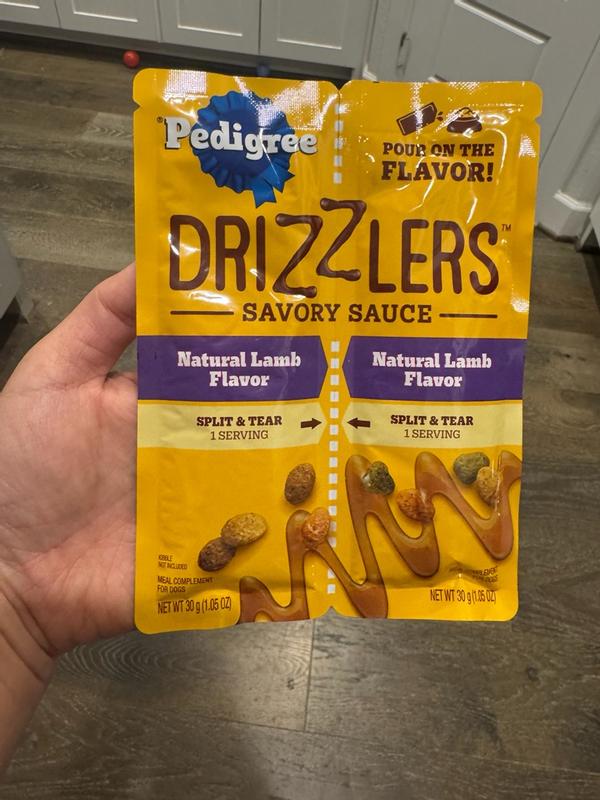 ®
Pedigree
POUR ON THE
FLAVOR!
DRIZZLERS™
SAVORY SAUCE
Natural Lamb
Flavor
Natural Lamb
Flavor
SPLIT & TEAR
1 SERVING
SPLIT & TEAR
1 SERVING
KIBBLE
NOT INCLUDED
MEAL COMPLEMENT
FOR DOGS
NET WT 30 g (1.05 OZ)
FOR DOGS
NET WT 30 g (1.05 OZ)